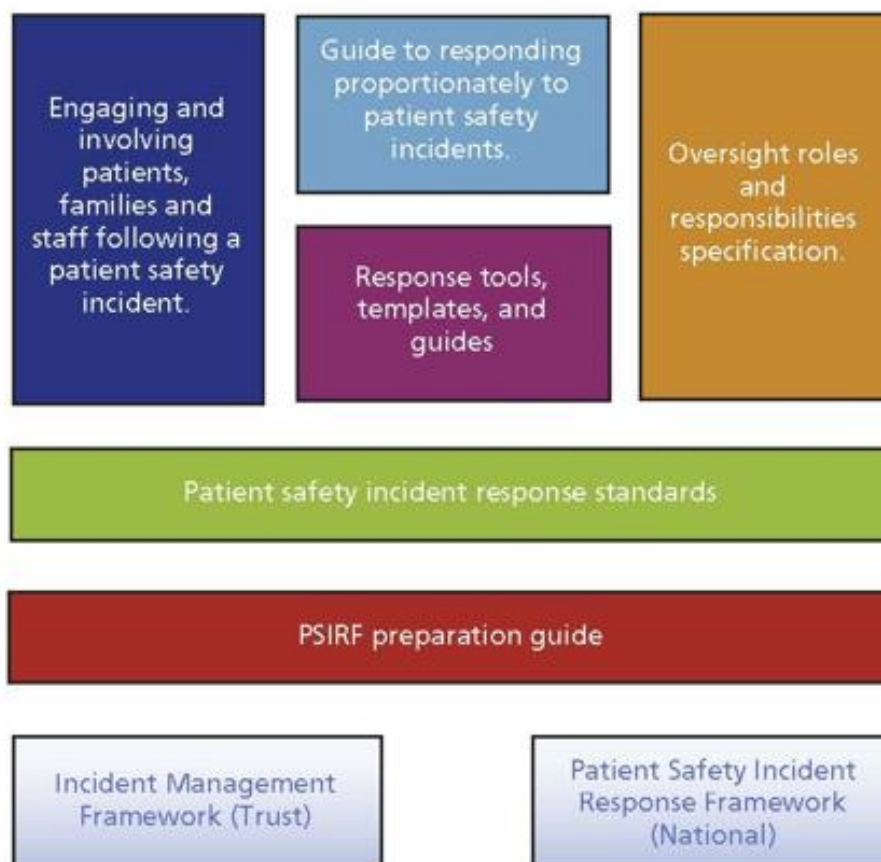 Engaging and
involving
patients,
families and
staff following a
patient safety
incident.
Guide to responding
proportionately to
patient safety
incidents.
Response tools,
templates, and
guides
Oversight roles
and
responsibilities
specification.
Patient safety incident response standards
PSIRF preparation guide
Incident Management
Framework (Trust)
Patient Safety Incident
Response Framework
(National)